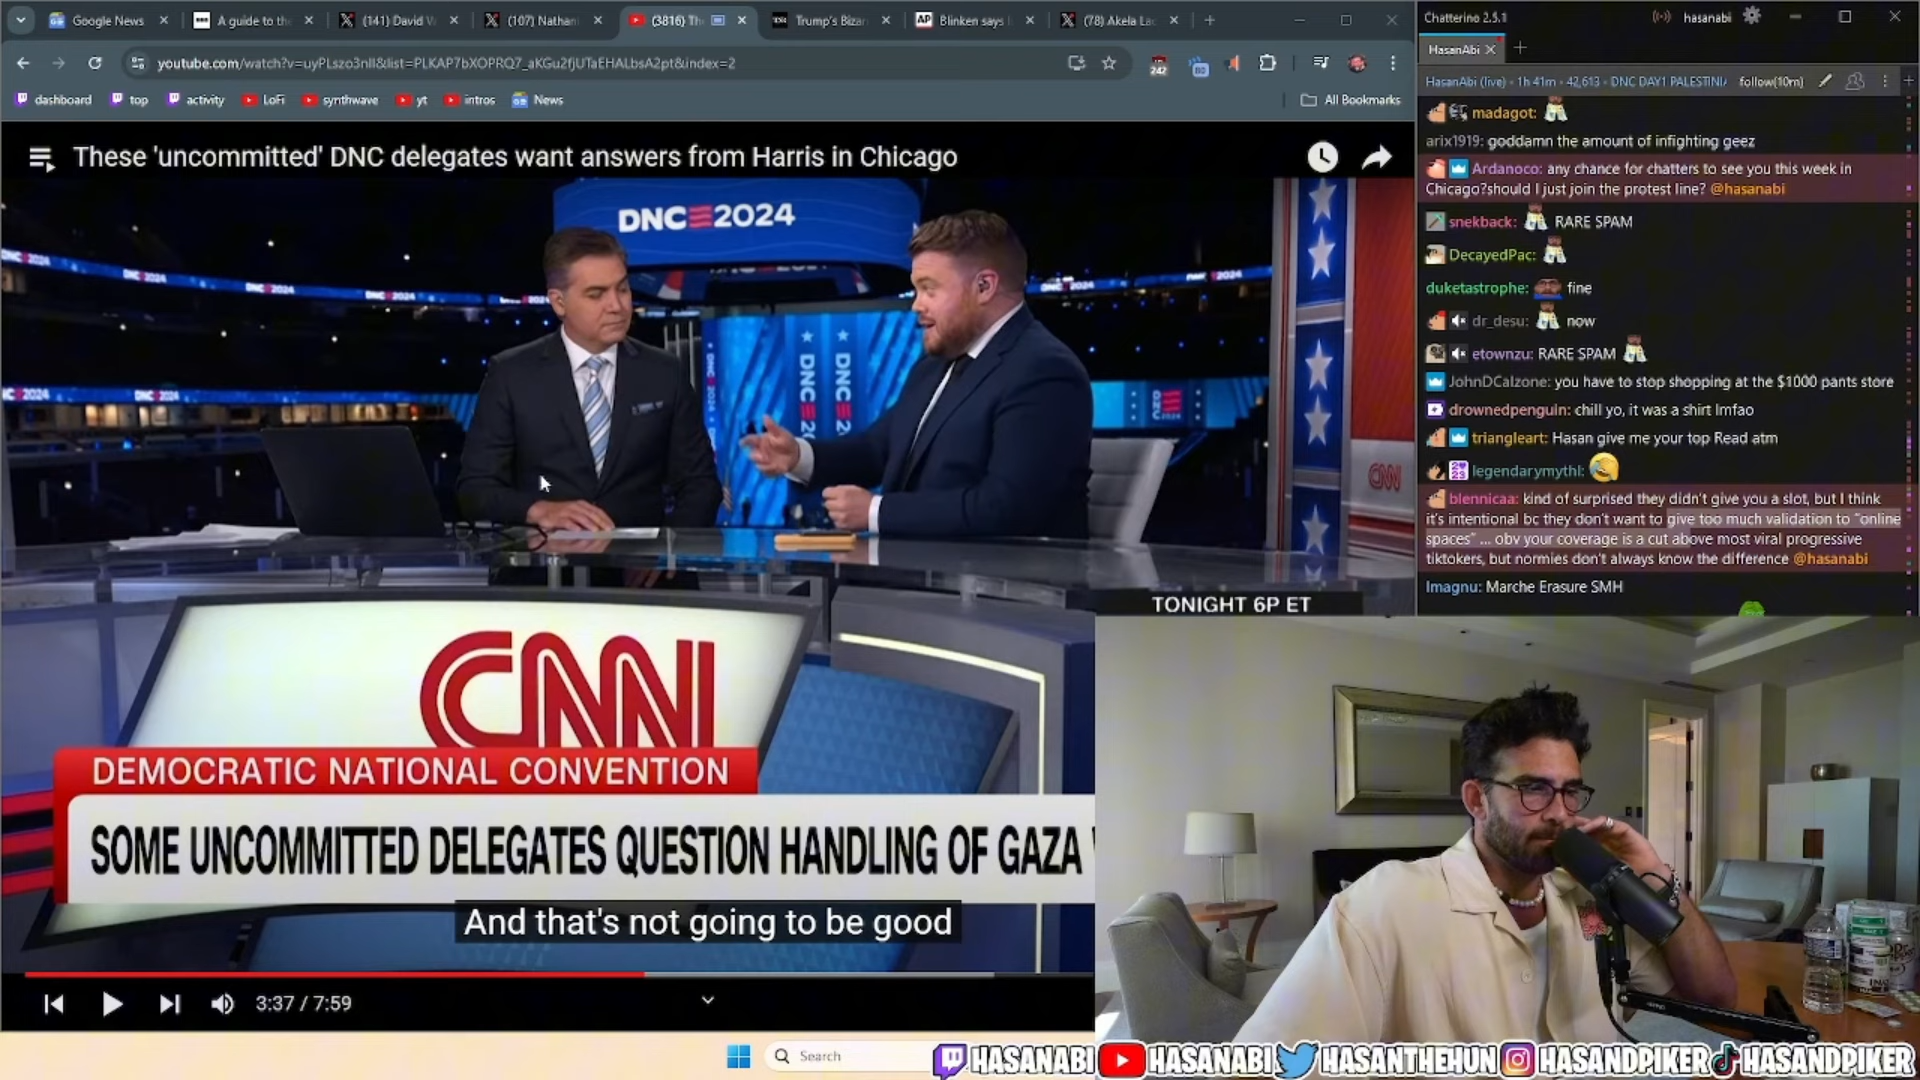 Google News
A guide to the
(141) David W
(107) Nathan
(3816) Th
Trump's Bizar
AP
Blinken says I
(78) Akela Lac
youtube.com/watch?v=uyPLszo3nlI&list=PLKAP7bXOPRQ7_aKGu2fjUTaEHALbsA2pt&index=2
242
80
dashboard
top
activity
LoFi
synthwave
yt
intros
News
All Bookmarks
These 'uncommitted' DNC delegates want answers from Harris in Chicago
DNC 2024
CNN
TONIGHT 6P ET
CNN
DEMOCRATIC NATIONAL CONVENTION
SOME UNCOMMITTED DELEGATES QUESTION HANDLING OF GAZA
And that's not going to be good
3:37 / 7:59
Search
Chatterino 2.5.1
hasanabi
HasanAbi
HasanAbi (live) - 1h 41m - 42,613 - DNC DAY1 PALESTINI
follow(10m)
madagot:
arix1919: goddamn the amount of infighting geez
Ardanoco: any chance for chatters to see you this week in
Chicago?should I just join the protest line? @hasanabi
snekback: RARE SPAM
DecayedPac:
duketastrophe: fine
dr_desu: now
etownzu: RARE SPAM
JohnDCalzone: you have to stop shopping at the $1000 pants store
drownedpenguin: chill yo, it was a shirt lmfao
triangleart: Hasan give me your top Read atm
legendarymythl:
blennicaa: kind of surprised they didn't give you a slot, but I think
it's intentional bc they don't want to give too much validation to "online
spaces" ... obv your coverage is a cut above most viral progressive
tiktokers, but normies don't always know the difference @hasanabi
Imagnu: Marche Erasure SMH
HASANABI
HASANABI
HASANTHEHUN
HASANDPIKER
HASANDPIKER